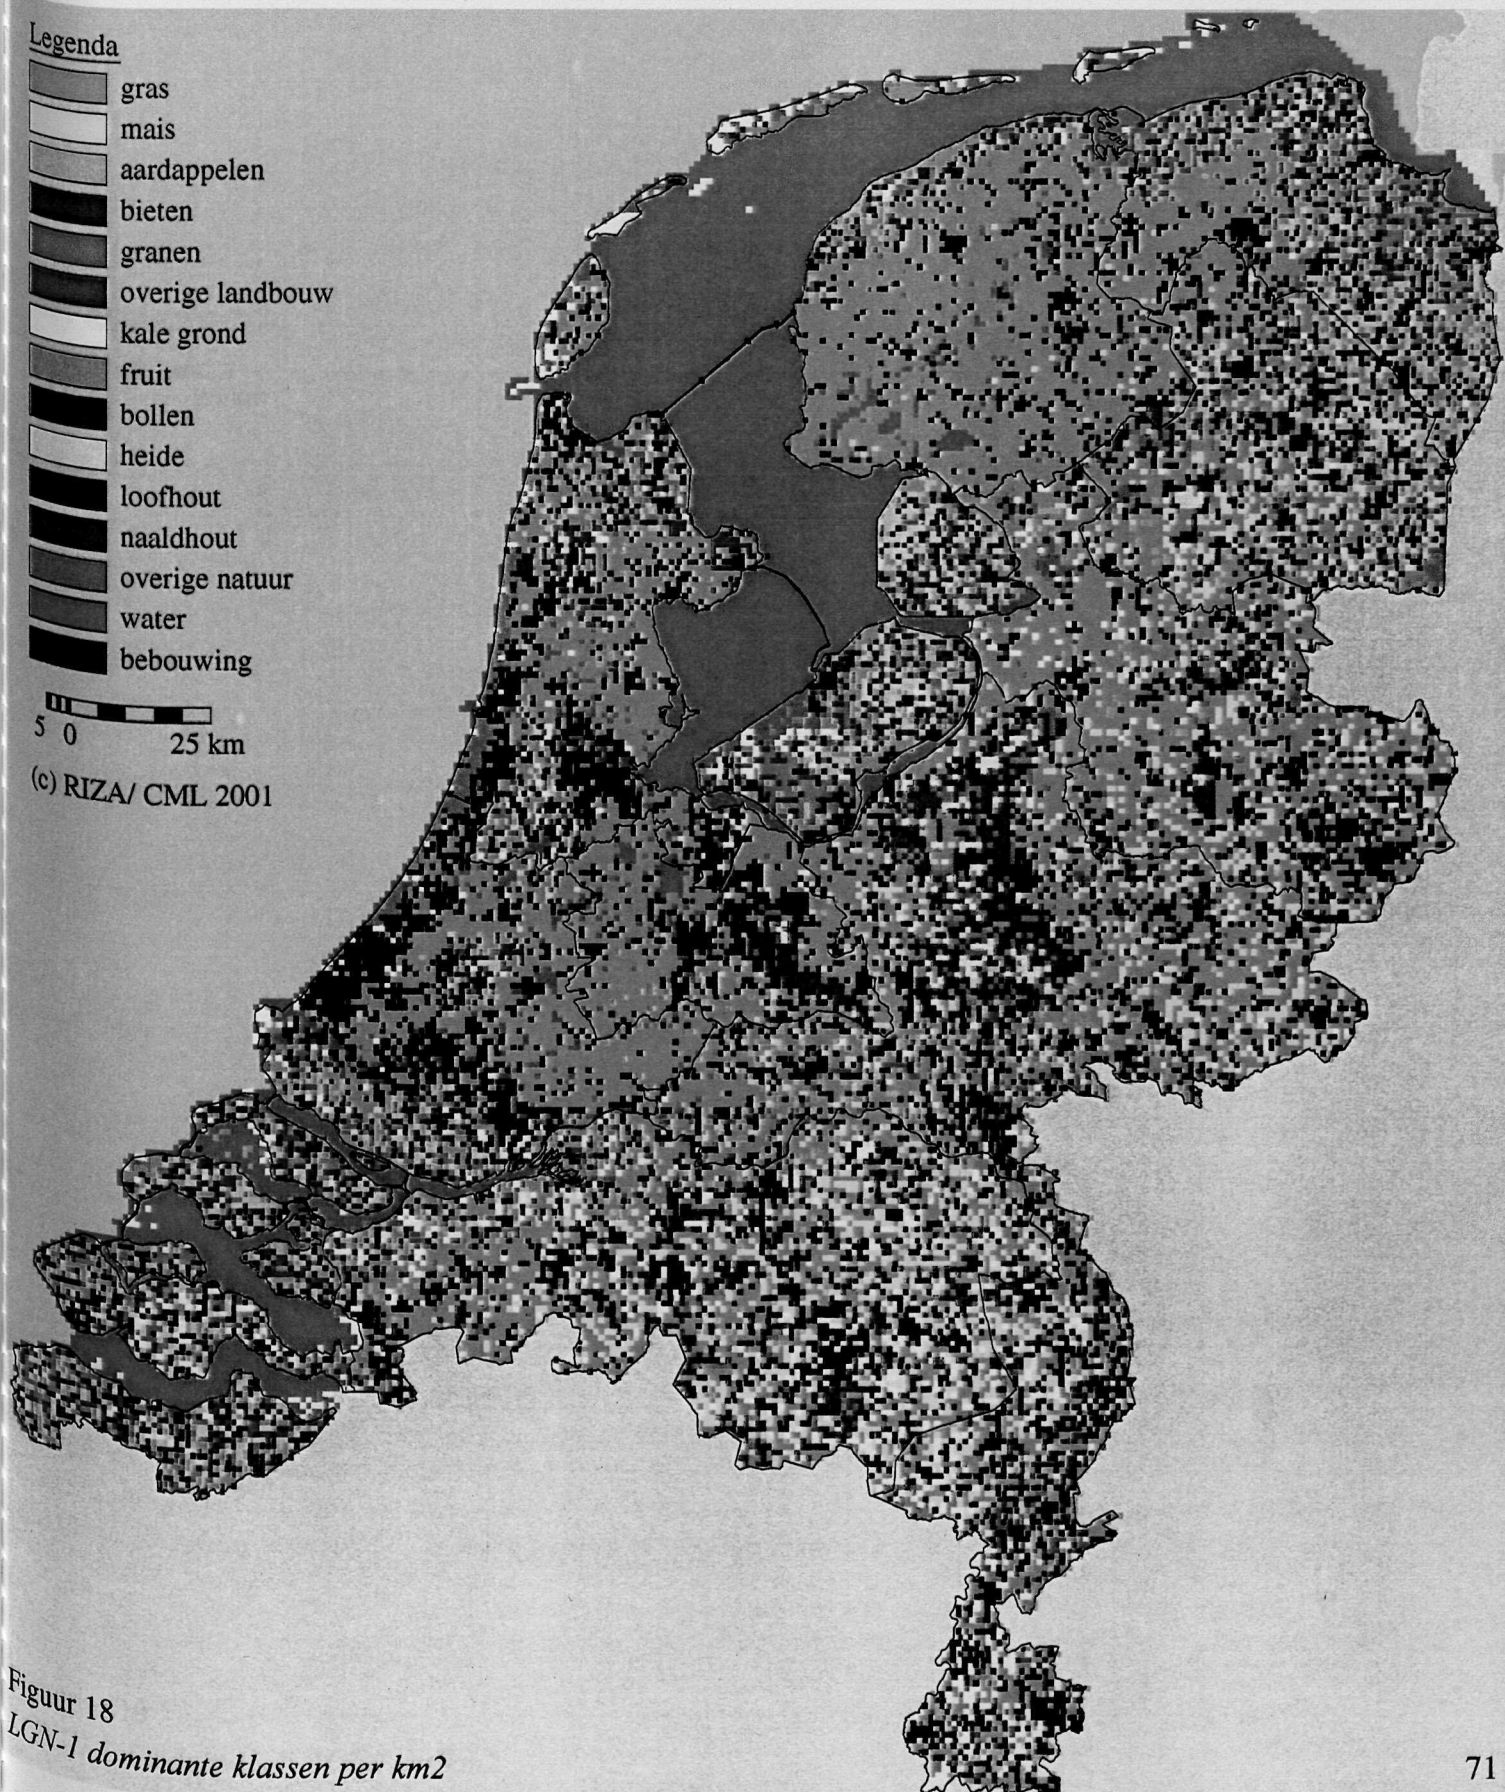 Legenda
gras
mais
aardappelen
bieten
granen
overige landbouw
kale grond
fruit
bollen
heide
loofhout
naaldhout
overige natuur
water
bebouwing
5 0 25 km
(c) RIZA/ CML 2001
Figuur 18
LGN-1 dominante klassen per km2
71